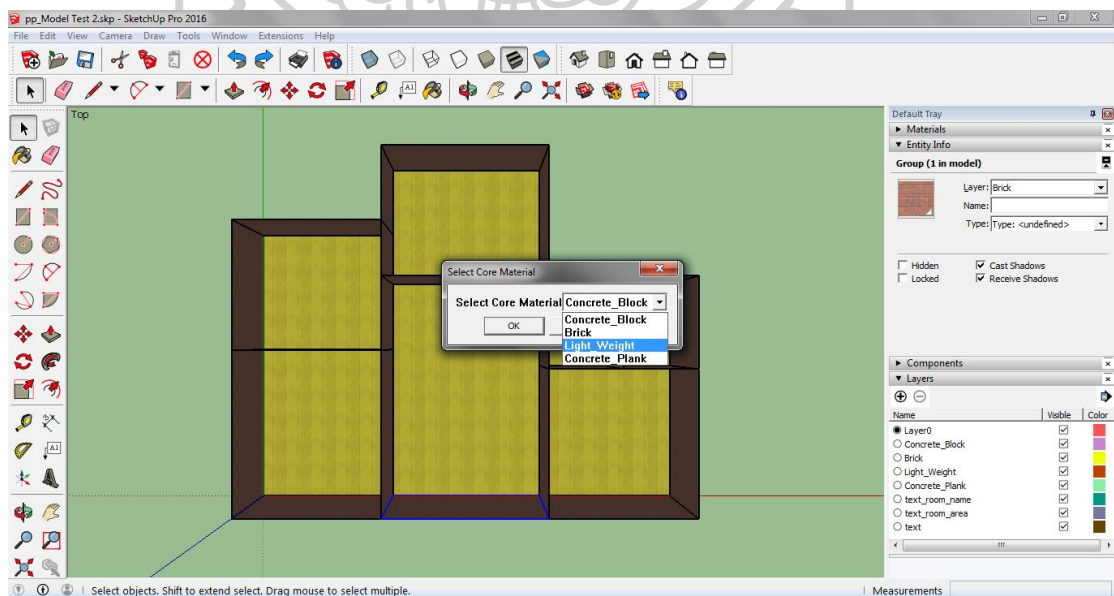 pp_Model Test 2.skp - SketchUp Pro 2016
File Edit View Camera Draw Tools Window Extensions Help
A1
Top
Select Core Material
Select Core Material Concrete_Block
OK
Concrete_Block
Brick
Light_Weight
Concrete_Plank
A1
Default Tray
Materials
Entity Info
Group (1 in model)
Layer: Brick
Name:
Type: Type: <undefined>
Hidden Cast Shadows
Locked Receive Shadows
Components
Layers
Name Visible Color
Layer0
Concrete_Block
Brick
Light_Weight
Concrete_Plank
text_room_name
text_room_area
text
Select objects. Shift to extend select. Drag mouse to select multiple. Measurements